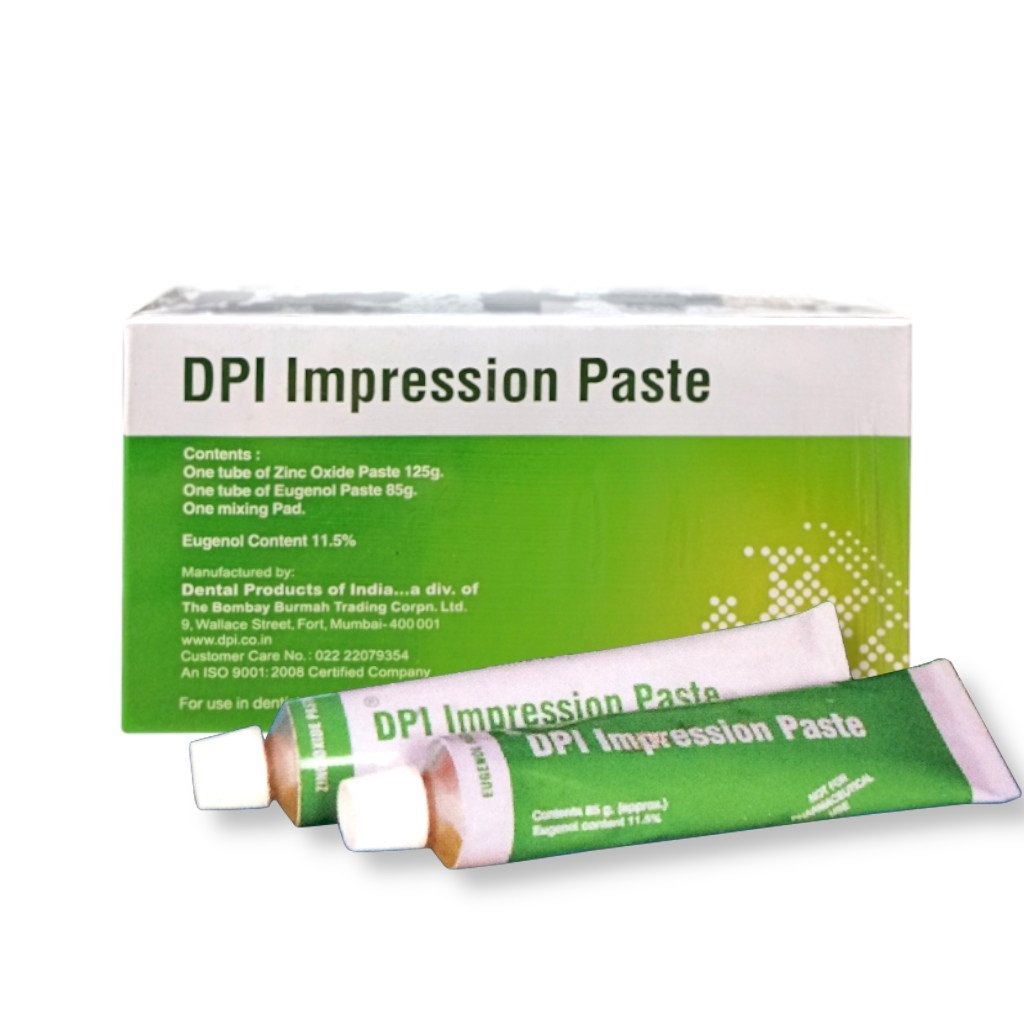 DPI Impression Paste
Contents :
One tube of Zinc Oxide Paste 125g.
One tube of Eugenol Paste 85g.
One mixing Pad.
Eugenol Content 11.5%
Manufactured by:
Dental Products of India...a div. of
The Bombay Burmah Trading Corpn. Ltd.
9, Wallace Street, Fort, Mumbai- 400 001
www.dpi.co.in
Customer Care No.: 022 22079354
An ISO 9001: 2008 Certified Company
For use in
ZINC OXIDE
® DPI Impression Paste
EUGENOL
DPI Impression Paste
Contents 85 g. (approx.)
Eugenol content 11.5%
NOT FOR
PHARMACEUTICAL
USE